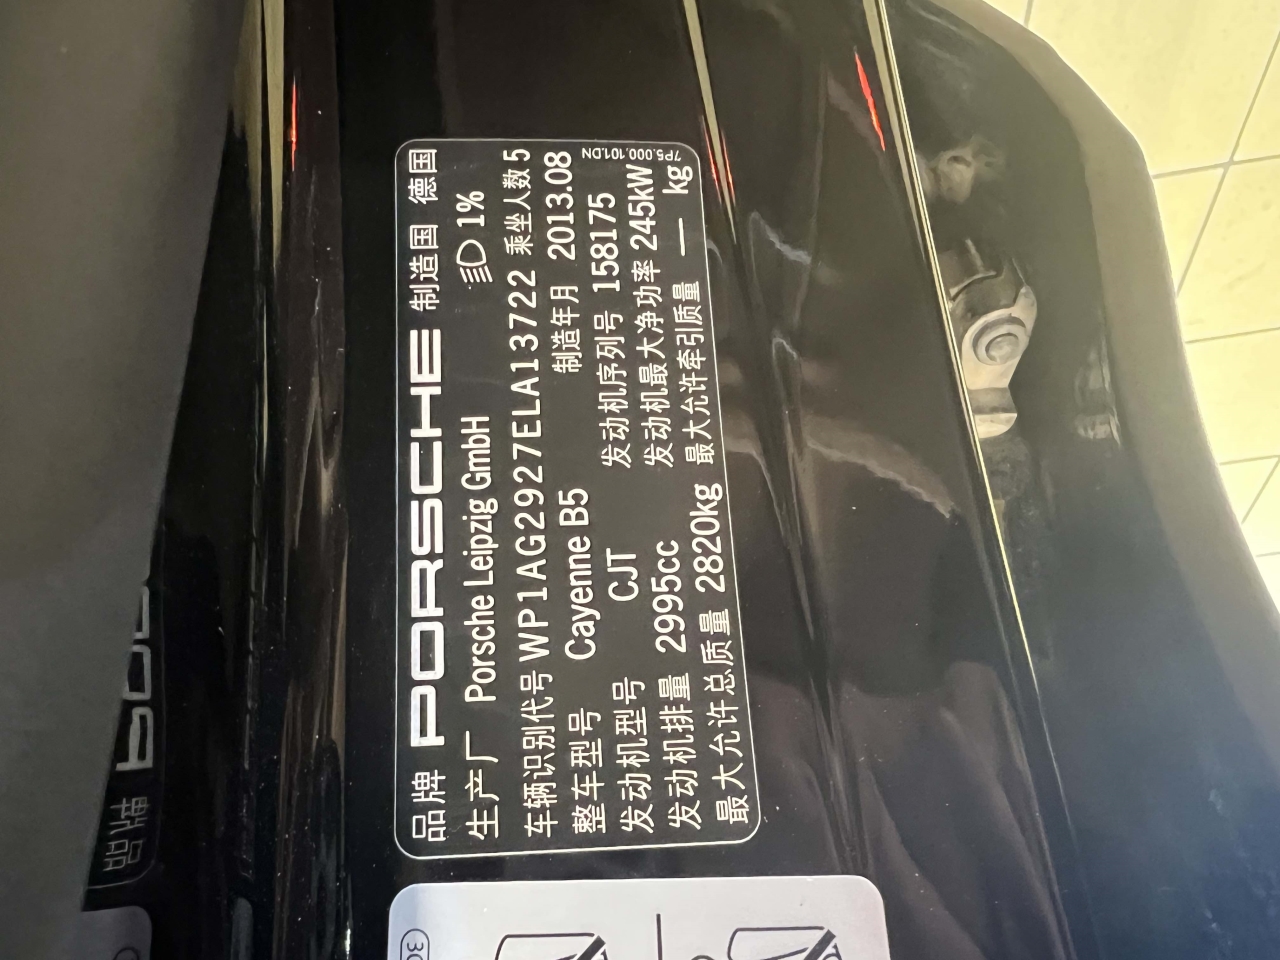 品牌 PORSCHE 制造国 德国
生产厂 Porsche Leipzig GmbH 1%
车辆识别代号 WP1AG2927ELA13722 乘坐人数 5
整车型号 Cayenne B5 制造年月 2013.08
发动机型号 CJT 发动机序列号 158175
发动机排量 2995cc 发动机最大净功率 245kW
最大允许总质量 2820kg 最大允许牵引质量 — kg
7P5.000.101.DN
品牌